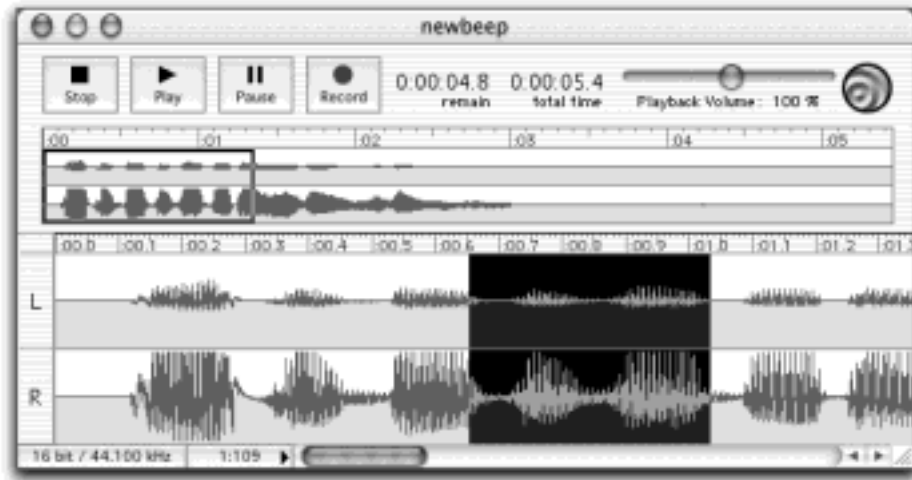 newbeep
0:00:04.8 0:00:05.4
Stop Play Pause Record remain total time Playback Volume: 100 %
:00 :01 :02 :03 :04 :05
:00.0 :00.1 :00.2 :00.3 :00.4 :00.5 :00.6 :00.7 :00.8 :00.9 :01.0 :01.1 :01.2 :01.3
L
R
16 bit / 44.100 kHz 1:109